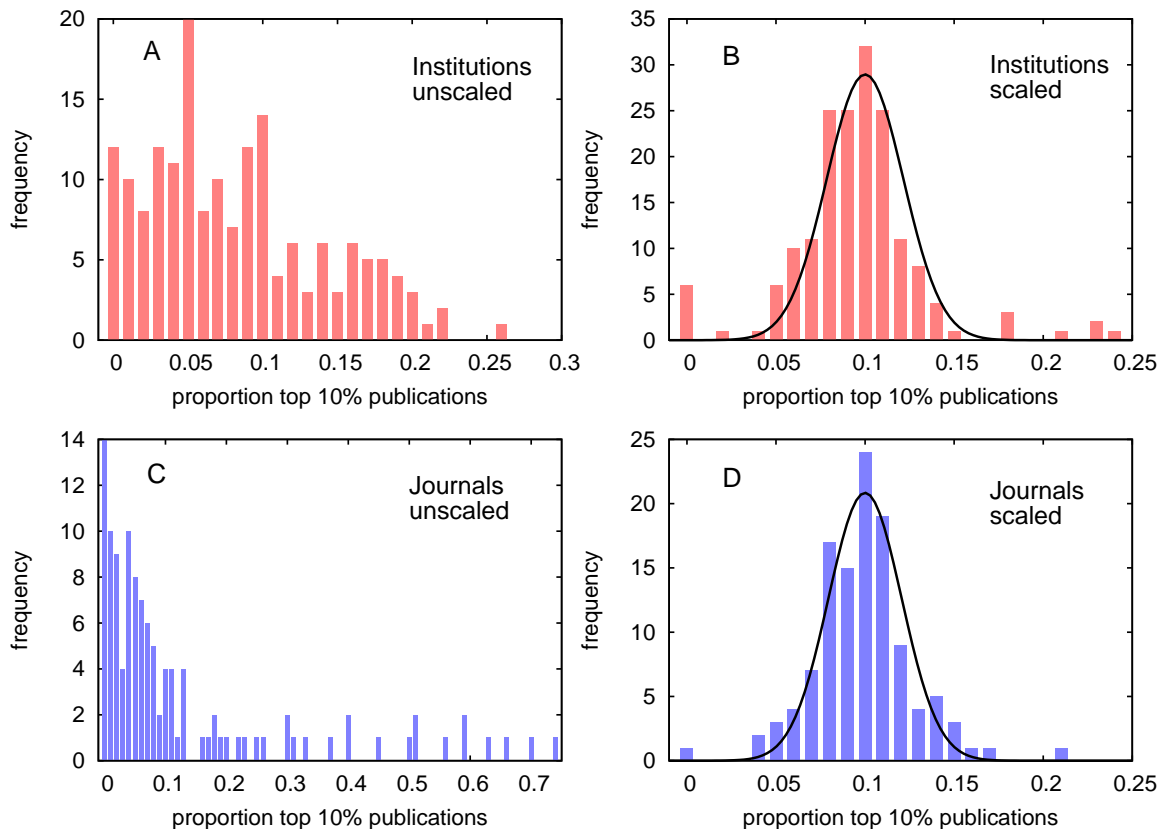 A
Institutions
unscaled
frequency
20
15
10
5
0
0 0.05 0.1 0.15 0.2 0.25 0.3
proportion top 10% publications
B
Institutions
scaled
frequency
35
30
25
20
15
10
5
0
0 0.05 0.1 0.15 0.2 0.25
proportion top 10% publications
C
Journals
unscaled
frequency
14
12
10
8
6
4
2
0
0 0.1 0.2 0.3 0.4 0.5 0.6 0.7
proportion top 10% publications
D
Journals
scaled
frequency
25
20
15
10
5
0
0 0.05 0.1 0.15 0.2 0.25
proportion top 10% publications